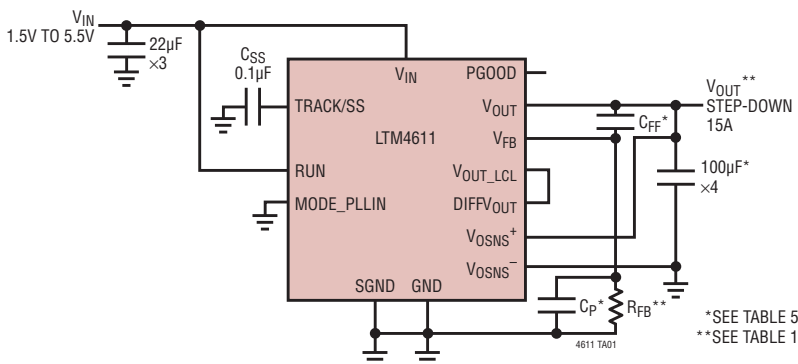 VIN
1.5V TO 5.5V
22µF
×3
CSS
0.1µF
VIN
PGOOD
TRACK/SS
VOUT
VFB
LTM4611
RUN
VOUT_LCL
MODE_PLLIN
DIFFVOUT
VOSNS+
VOSNS–
SGND
GND
VOUT**
STEP-DOWN
15A
CFF*
100µF*
×4
CP*
RFB**
4611 TA01
*SEE TABLE 5
**SEE TABLE 1